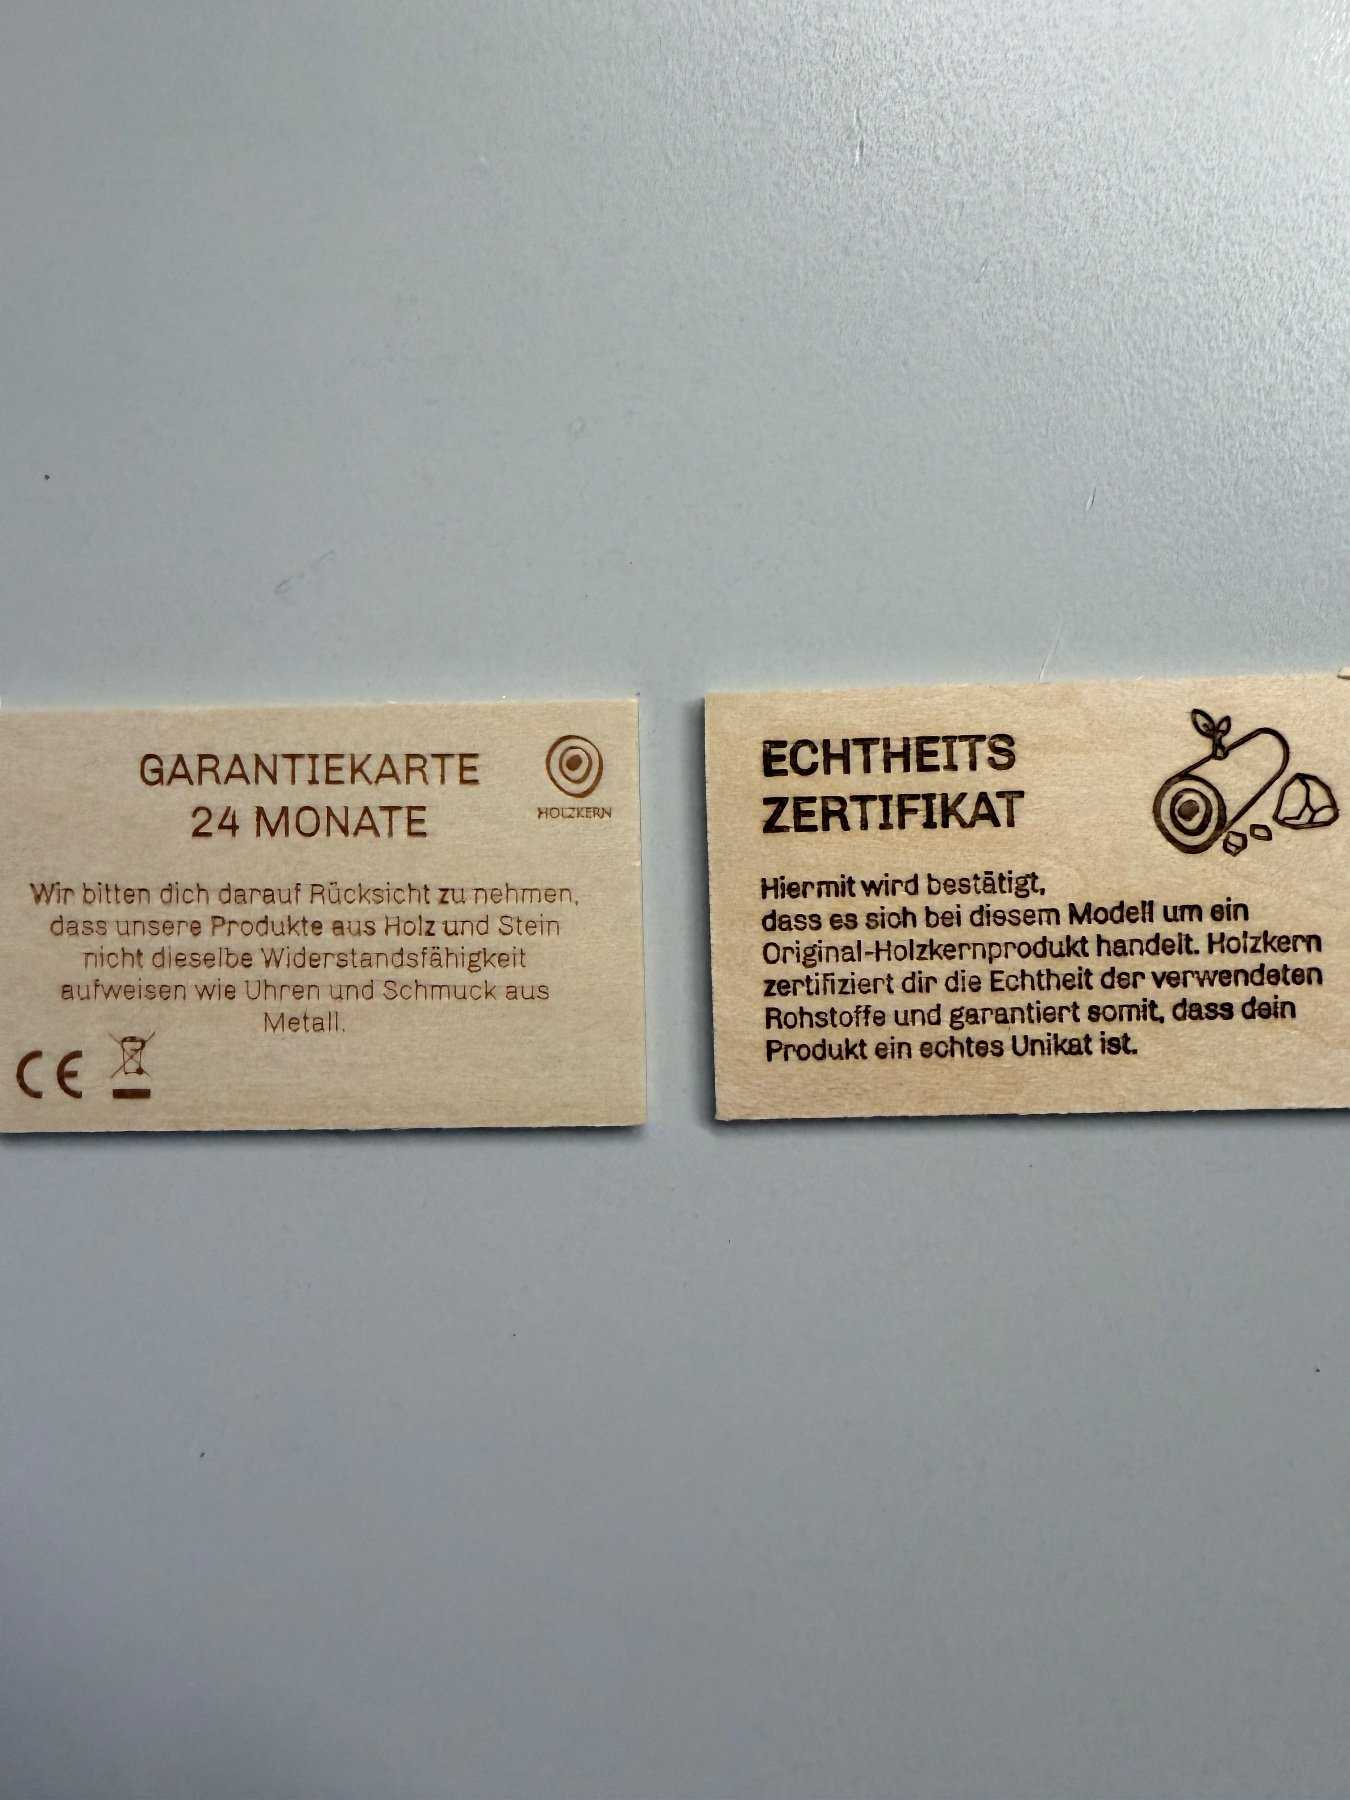 GARANTIEKARTE
24 MONATE
HOLZKERN
Wir bitten dich darauf Rücksicht zu nehmen,
dass unsere Produkte aus Holz und Stein
nicht dieselbe Widerstandsfähigkeit
aufweisen wie Uhren und Schmuck aus
Metall.
CE
ECHTHEITS
ZERTIFIKAT
Hiermit wird bestätigt,
dass es sich bei diesem Modell um ein
Original-Holzkernprodukt handelt. Holzkern
zertifiziert dir die Echtheit der verwendeten
Rohstoffe und garantiert somit, dass dein
Produkt ein echtes Unikat ist.